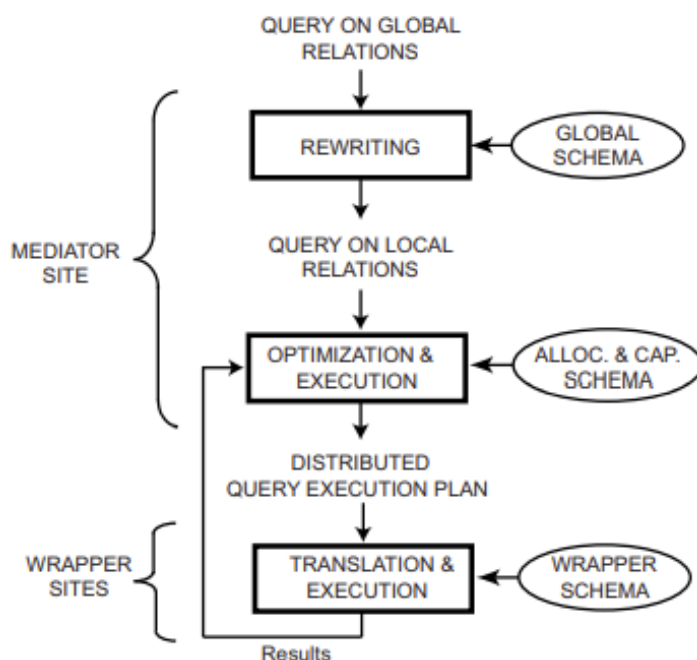 QUERY ON GLOBAL
RELATIONS
REWRITING
GLOBAL
SCHEMA
MEDIATOR
SITE
QUERY ON LOCAL
RELATIONS
OPTIMIZATION &
EXECUTION
ALLOC. & CAP.
SCHEMA
DISTRIBUTED
QUERY EXECUTION PLAN
WRAPPER
SITES
TRANSLATION &
EXECUTION
WRAPPER
SCHEMA
Results